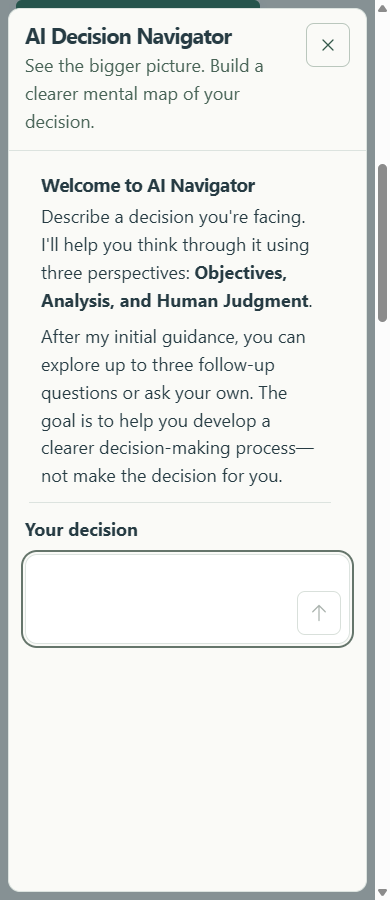 AI Decision Navigator
See the bigger picture. Build a
clearer mental map of your
decision.
Welcome to AI Navigator
Describe a decision you're facing.
I'll help you think through it using
three perspectives: Objectives,
Analysis, and Human Judgment.
After my initial guidance, you can
explore up to three follow-up
questions or ask your own. The
goal is to help you develop a
clearer decision-making process—
not make the decision for you.
Your decision